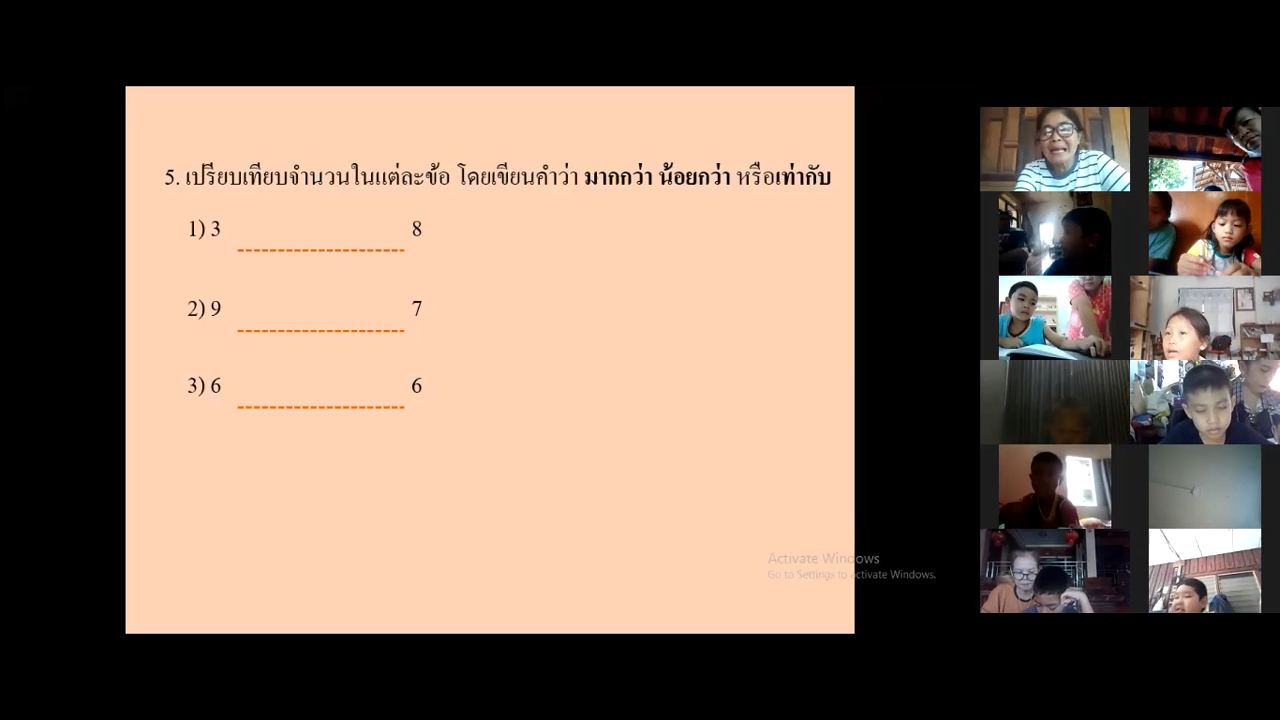 5. เปรียบเทียบจำนวนในแต่ละข้อ โดยเขียนคำว่า มากกว่า น้อยกว่า หรือเท่ากับ
1) 3 8
2) 9 7
3) 6 6
Activate Windows
Go to Settings to activate Windows.